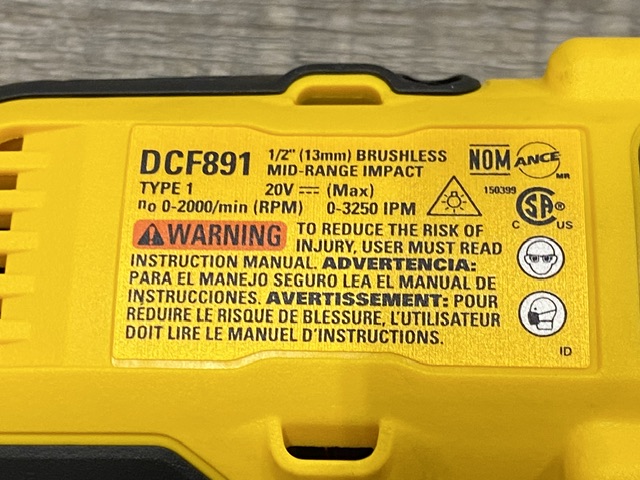 DCF891 1/2" (13mm) BRUSHLESS
MID-RANGE IMPACT
NOM ANCE MR
TYPE 1 20V ⎓ (Max)
150399
n₀ 0-2000/min (RPM) 0-3250 IPM
C SA US
WARNING TO REDUCE THE RISK OF
INJURY, USER MUST READ
INSTRUCTION MANUAL. ADVERTENCIA:
PARA EL MANEJO SEGURO LEA EL MANUAL DE
INSTRUCCIONES. AVERTISSEMENT: POUR
RÉDUIRE LE RISQUE DE BLESSURE, L'UTILISATEUR
DOIT LIRE LE MANUEL D'INSTRUCTIONS.
ID